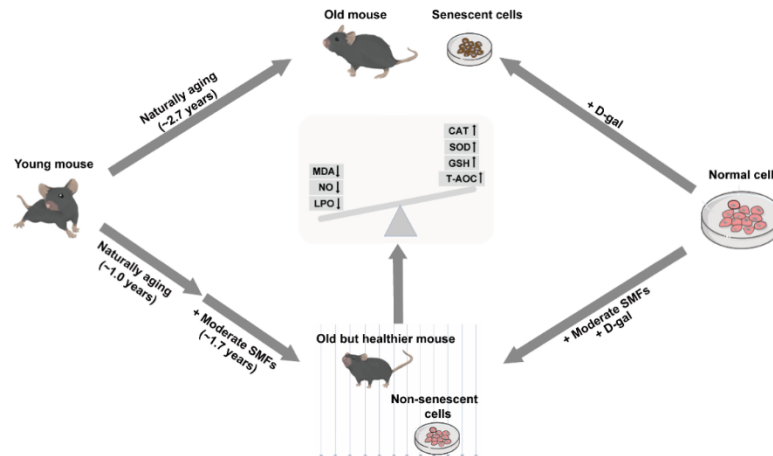 Old mouse
Senescent cells
Naturally aging
(~2.7 years)
+ D-gal
CAT↑
SOD↑
GSH↑
T-AOC↑
MDA↓
NO↓
LPO↓
Young mouse
Normal cell
Naturally aging
(~1.0 years)
+ Moderate SMFs
(~1.7 years)
+ Moderate SMFs
+ D-gal
Old but healthier mouse
Non-senescent
cells